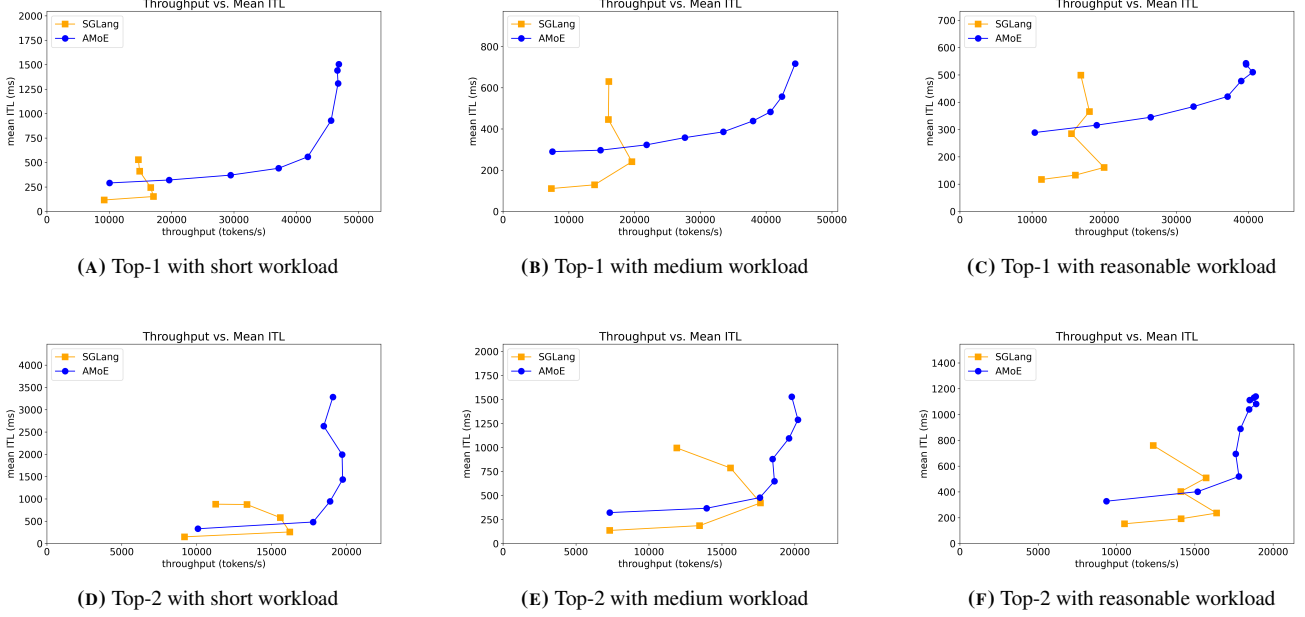 Throughput vs. Mean ITL
2000
1750
1500
1250
1000
750
500
250
0
mean ITL (ms)
SGLang
AMoE
0 10000 20000 30000 40000 50000
throughput (tokens/s)
(A) Top-1 with short workload
Throughput vs. Mean ITL
800
600
400
200
0
mean ITL (ms)
SGLang
AMoE
0 10000 20000 30000 40000 50000
throughput (tokens/s)
(B) Top-1 with medium workload
Throughput vs. Mean ITL
700
600
500
400
300
200
100
0
mean ITL (ms)
SGLang
AMoE
0 10000 20000 30000 40000
throughput (tokens/s)
(C) Top-1 with reasonable workload
Throughput vs. Mean ITL
4000
3500
3000
2500
2000
1500
1000
500
0
mean ITL (ms)
SGLang
AMoE
0 5000 10000 15000 20000
throughput (tokens/s)
(D) Top-2 with short workload
Throughput vs. Mean ITL
2000
1750
1500
1250
1000
750
500
250
0
mean ITL (ms)
SGLang
AMoE
0 5000 10000 15000 20000
throughput (tokens/s)
(E) Top-2 with medium workload
Throughput vs. Mean ITL
1400
1200
1000
800
600
400
200
0
mean ITL (ms)
SGLang
AMoE
0 5000 10000 15000 20000
throughput (tokens/s)
(F) Top-2 with reasonable workload